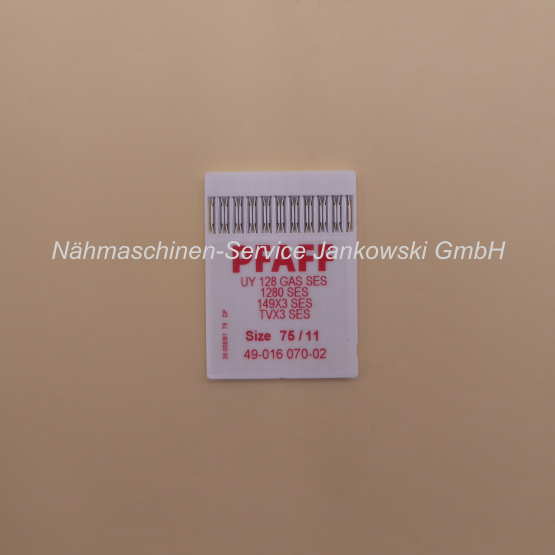 Nähmaschinen-Service-Jankowski GmbH
PFAFF
UY 128 GAS SES
1280 SES
149X3 SES
TVX3 SES
Size 75/11
49-016 070-02